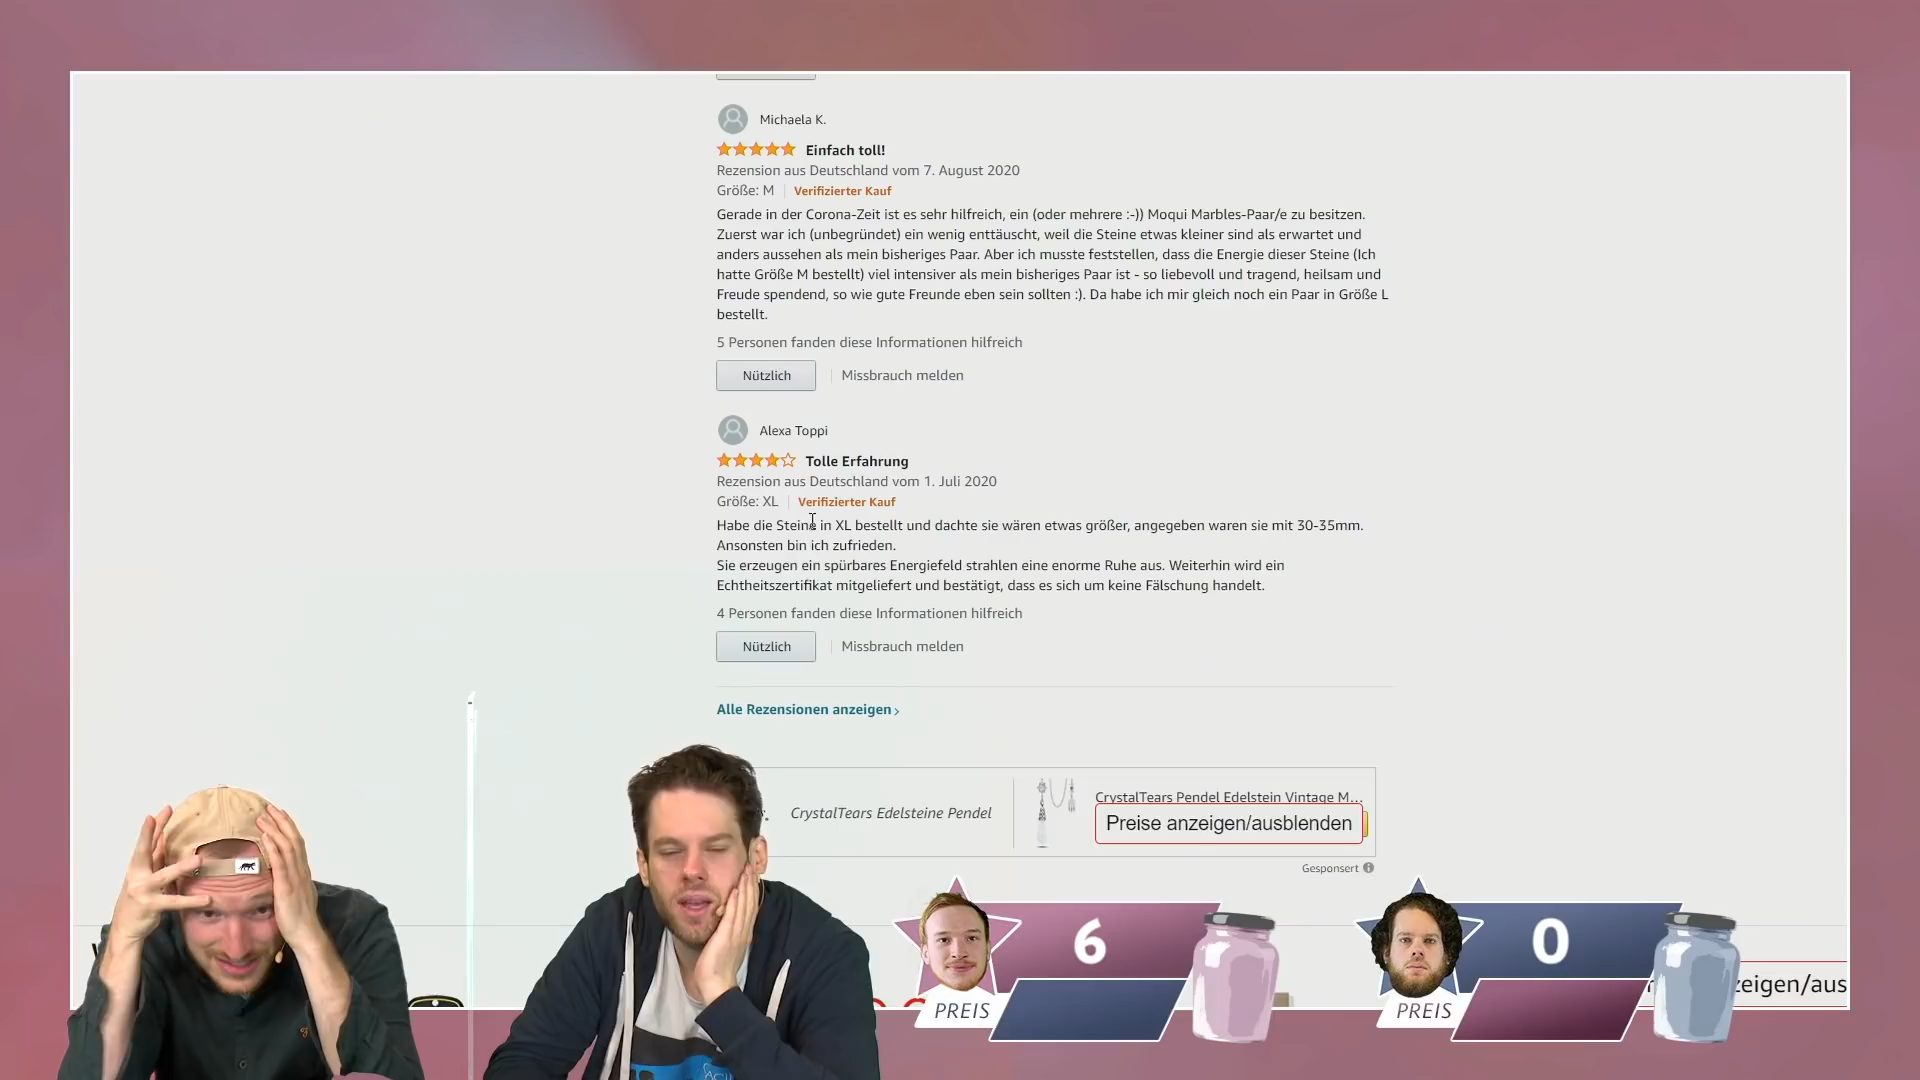 Michaela K.
Einfach toll!
Rezension aus Deutschland vom 7. August 2020
Größe: M | Verifizierter Kauf
Gerade in der Corona-Zeit ist es sehr hilfreich, ein (oder mehrere :-)) Moqui Marbles-Paar/e zu besitzen.
Zuerst war ich (unbegründet) ein wenig enttäuscht, weil die Steine etwas kleiner sind als erwartet und
anders aussehen als mein bisheriges Paar. Aber ich musste feststellen, dass die Energie dieser Steine (Ich
hatte Größe M bestellt) viel intensiver als mein bisheriges Paar ist - so liebevoll und tragend, heilsam und
Freude spendend, so wie gute Freunde eben sein sollten :). Da habe ich mir gleich noch ein Paar in Größe L
bestellt.
5 Personen fanden diese Informationen hilfreich
Nützlich | Missbrauch melden
Alexa Toppi
Tolle Erfahrung
Rezension aus Deutschland vom 1. Juli 2020
Größe: XL | Verifizierter Kauf
Habe die Steine in XL bestellt und dachte sie wären etwas größer, angegeben waren sie mit 30-35mm.
Ansonsten bin ich zufrieden.
Sie erzeugen ein spürbares Energiefeld strahlen eine enorme Ruhe aus. Weiterhin wird ein
Echtheitszertifikat mitgeliefert und bestätigt, dass es sich um keine Fälschung handelt.
4 Personen fanden diese Informationen hilfreich
Nützlich | Missbrauch melden
Alle Rezensionen anzeigen ›
CrystalTears Edelsteine Pendel
CrystalTears Pendel Edelstein Vintage M...
Preise anzeigen/ausblenden
Gesponsert
6
0
zeigen/aus
PREIS
PREIS